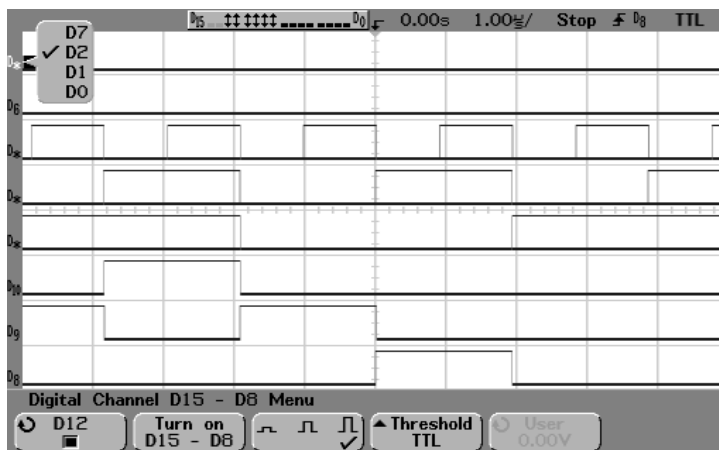 D15 D0 0.00s 1.00㎲/ Stop D8 TTL
D7
D* ✓ D2
D1
D0
D6
D*
D*
D*
D10
D9
D8
Digital Channel D15 - D8 Menu
D12 Turn on Threshold User
D15 - D8 ✓ TTL 0.00V